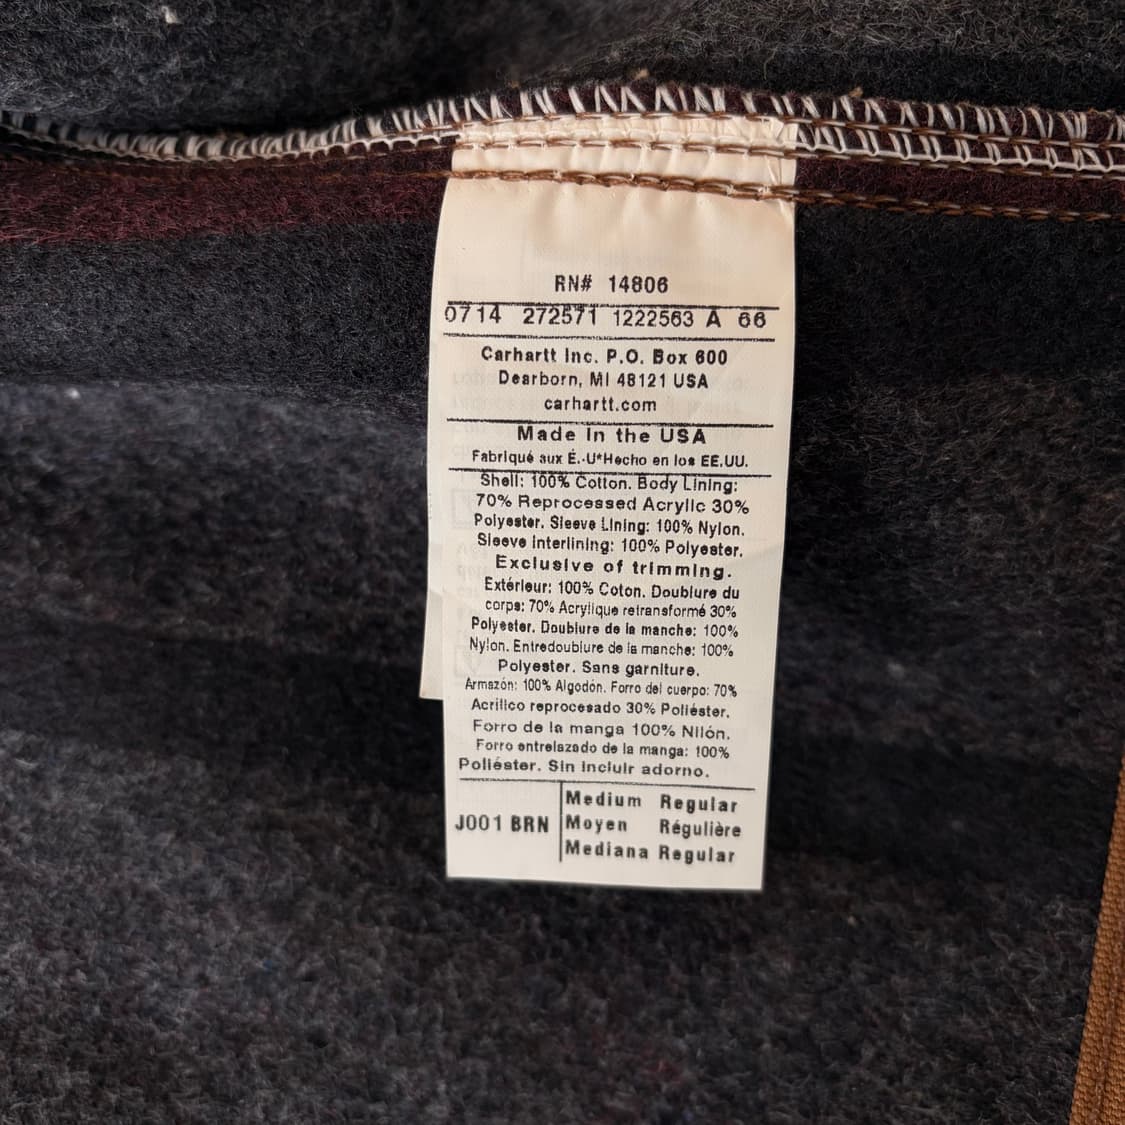 RN# 14806
0714 272571 1222563 A 66
Carhartt Inc. P.O. Box 600
Dearborn, MI 48121 USA
carhartt.com
Made in the USA
Fabriqué aux É.-U*Hecho en los EE.UU.
Shell: 100% Cotton. Body Lining:
70% Reprocessed Acrylic 30%
Polyester. Sleeve Lining: 100% Nylon.
Sleeve Interlining: 100% Polyester.
Exclusive of trimming.
Extérieur: 100% Coton. Doublure du
corps: 70% Acrylique retransformé 30%
Polyester. Doublure de la manche: 100%
Nylon. Entredoublure de la manche: 100%
Polyester. Sans garniture.
Armazón: 100% Algodón. Forro del cuerpo: 70%
Acrílico reprocesado 30% Poliéster.
Forro de la manga 100% Nilón.
Forro entrelazado de la manga: 100%
Poliéster. Sin incluir adorno.
J001 BRN
Medium Regular
Moyen Régulière
Mediana Regular